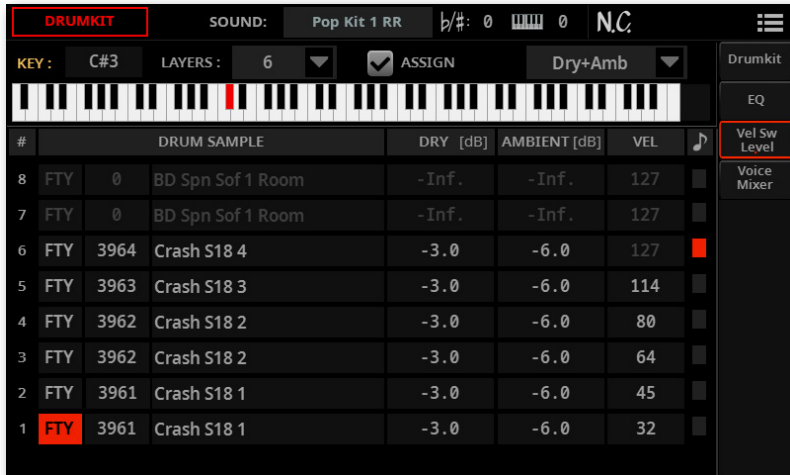 DRUMKIT SOUND: Pop Kit 1 RR ♭/♯: 0 0 N.C.
KEY: C#3 LAYERS: 6 ASSIGN Dry+Amb
Drumkit
EQ
Vel Sw
Level
Voice
Mixer
# DRUM SAMPLE DRY [dB] AMBIENT [dB] VEL ♪
8 FTY 0 BD Spn Sof 1 Room -Inf. -Inf. 127
7 FTY 0 BD Spn Sof 1 Room -Inf. -Inf. 127
6 FTY 3964 Crash S18 4 -3.0 -6.0 127
5 FTY 3963 Crash S18 3 -3.0 -6.0 114
4 FTY 3962 Crash S18 2 -3.0 -6.0 80
3 FTY 3962 Crash S18 2 -3.0 -6.0 64
2 FTY 3961 Crash S18 1 -3.0 -6.0 45
1 FTY 3961 Crash S18 1 -3.0 -6.0 32